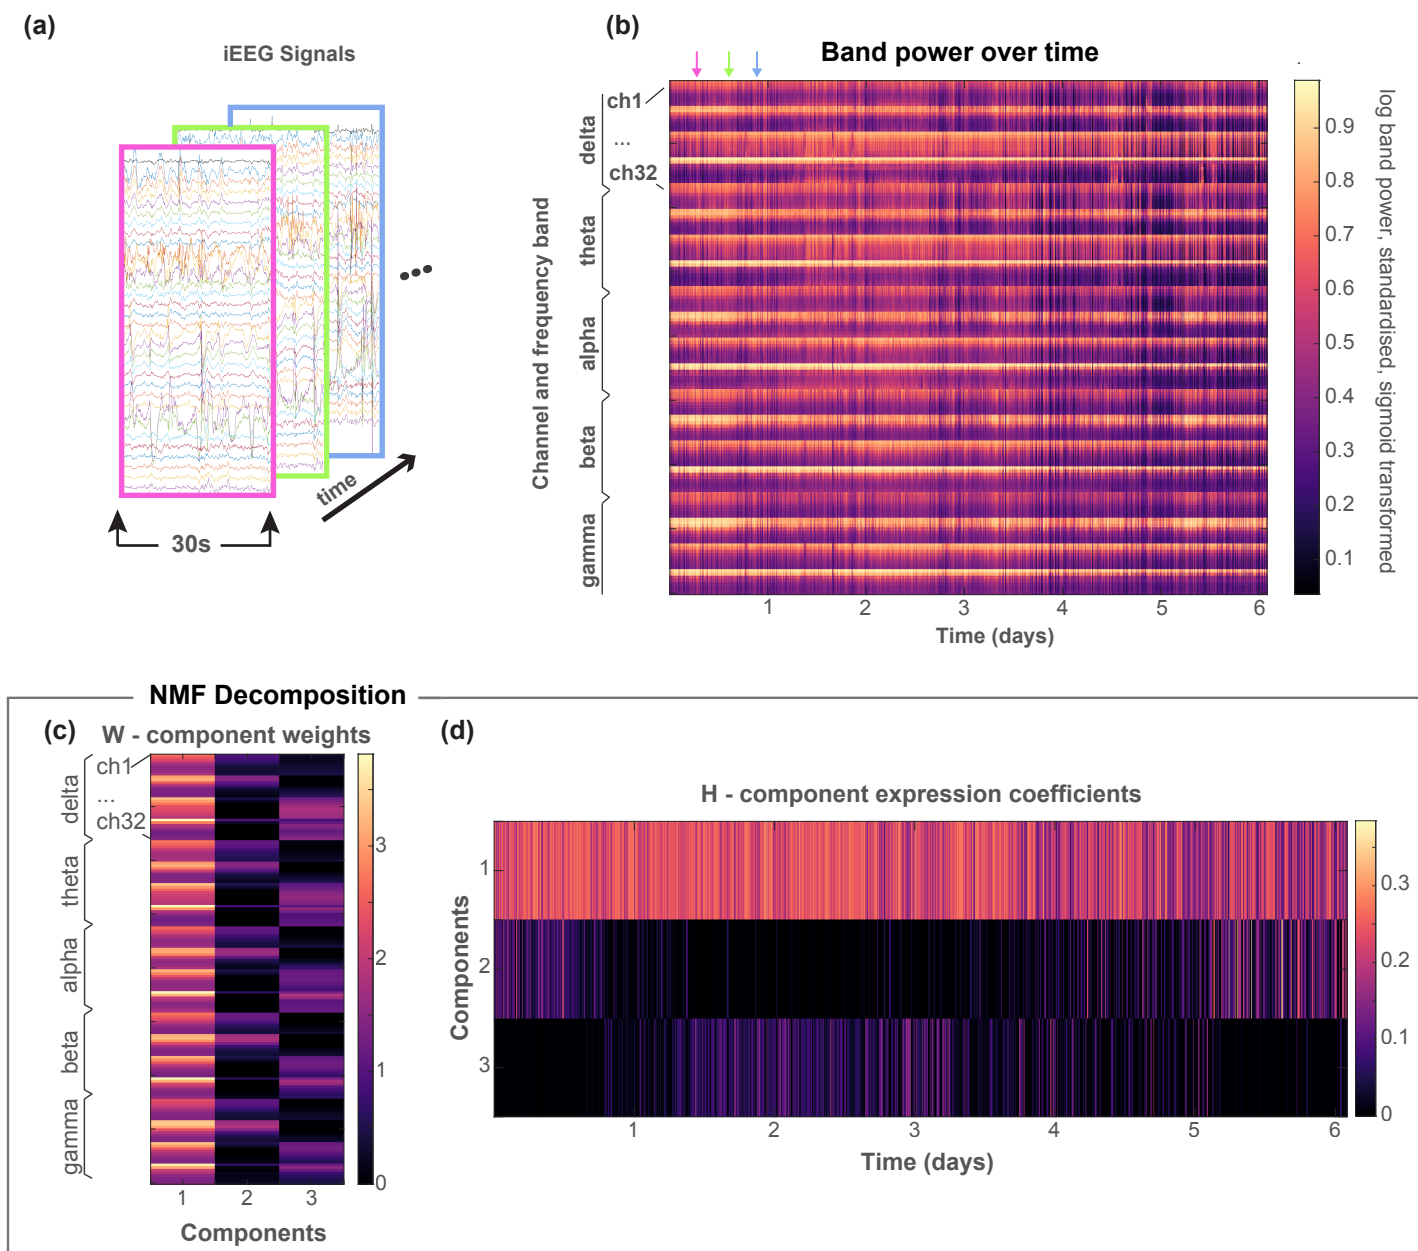 (a)
iEEG Signals
time
30s
(b)
Band power over time
Channel and frequency band
ch1
...
ch32
delta
theta
alpha
beta
gamma
1 2 3 4 5 6
Time (days)
0.9
0.8
0.7
0.6
0.5
0.4
0.3
0.2
0.1
log band power, standardised, sigmoid transformed
NMF Decomposition
(c)
W - component weights
ch1
...
ch32
delta
theta
alpha
beta
gamma
1 2 3
Components
3
2
1
0
(d)
H - component expression coefficients
Components
1
2
3
1 2 3 4 5 6
Time (days)
0.3
0.2
0.1
0